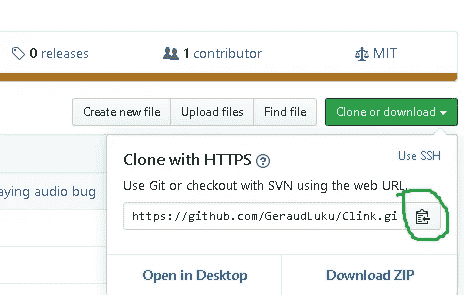 0 releases
1 contributor
MIT
Create new file
Upload files
Find file
Clone or download
Clone with HTTPS
Use SSH
Use Git or checkout with SVN using the web URL.
https://github.com/GeraudLuku/Clink.gi
aying audio bug
Open in Desktop
Download ZIP